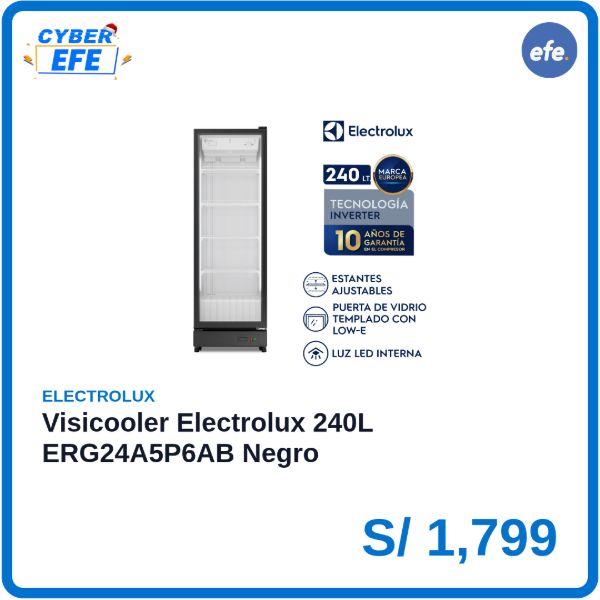 CYBER
EFE
efe.
Electrolux
240 LT.
MARCA
EUROPEA
TECNOLOGÍA
INVERTER
10 AÑOS DE
GARANTÍA
EN EL COMPRESOR
ESTANTES
AJUSTABLES
PUERTA DE VIDRIO
TEMPLADO CON
LOW-E
LUZ LED INTERNA
ELECTROLUX
Visicooler Electrolux 240L
ERG24A5P6AB Negro
S/ 1,799